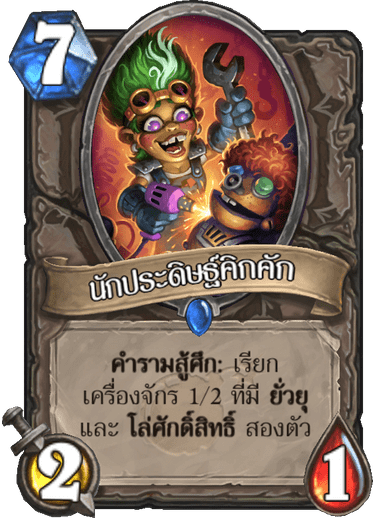 7
นักประดิษฐ์คิกคัก
คำรามสู้ศึก: เรียก
เครื่องจักร 1/2 ที่มี ยั่วยุ
และ โล่ศักดิ์สิทธิ์ สองตัว
2
1